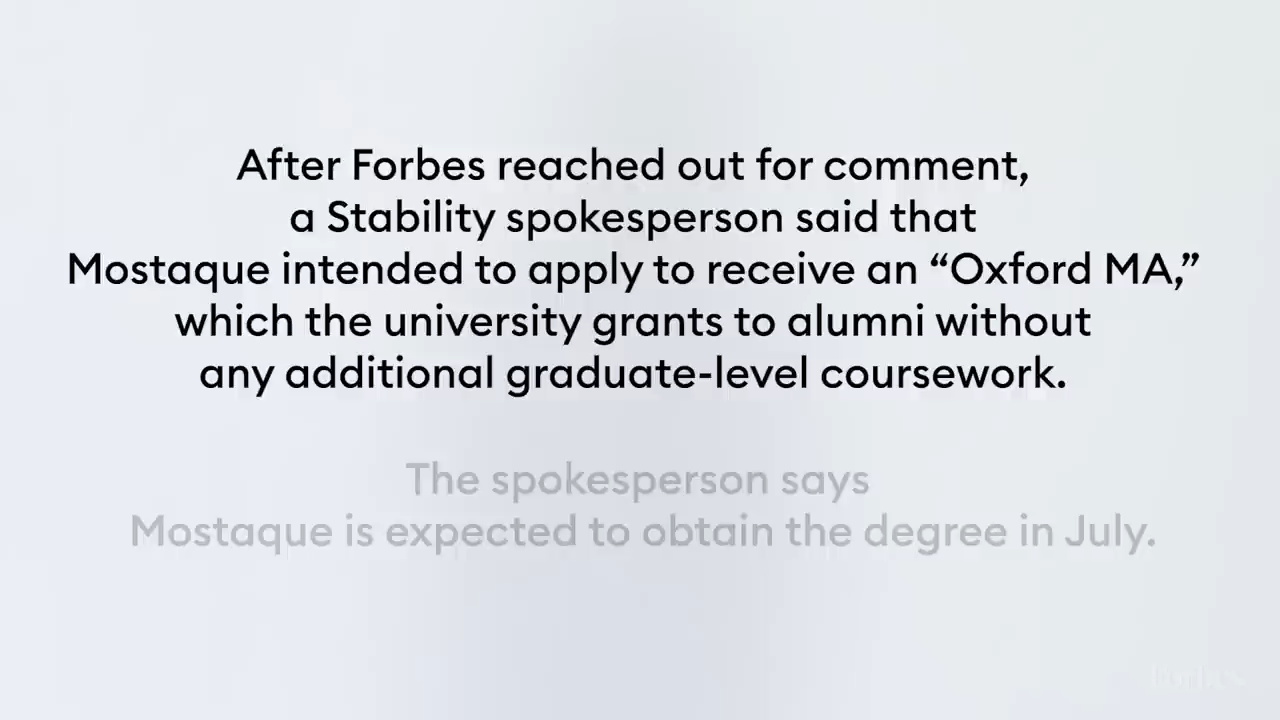 After Forbes reached out for comment,
a Stability spokesperson said that
Mostaque intended to apply to receive an “Oxford MA,”
which the university grants to alumni without
any additional graduate-level coursework.
The spokesperson says
Mostaque is expected to obtain the degree in July.
Forbes